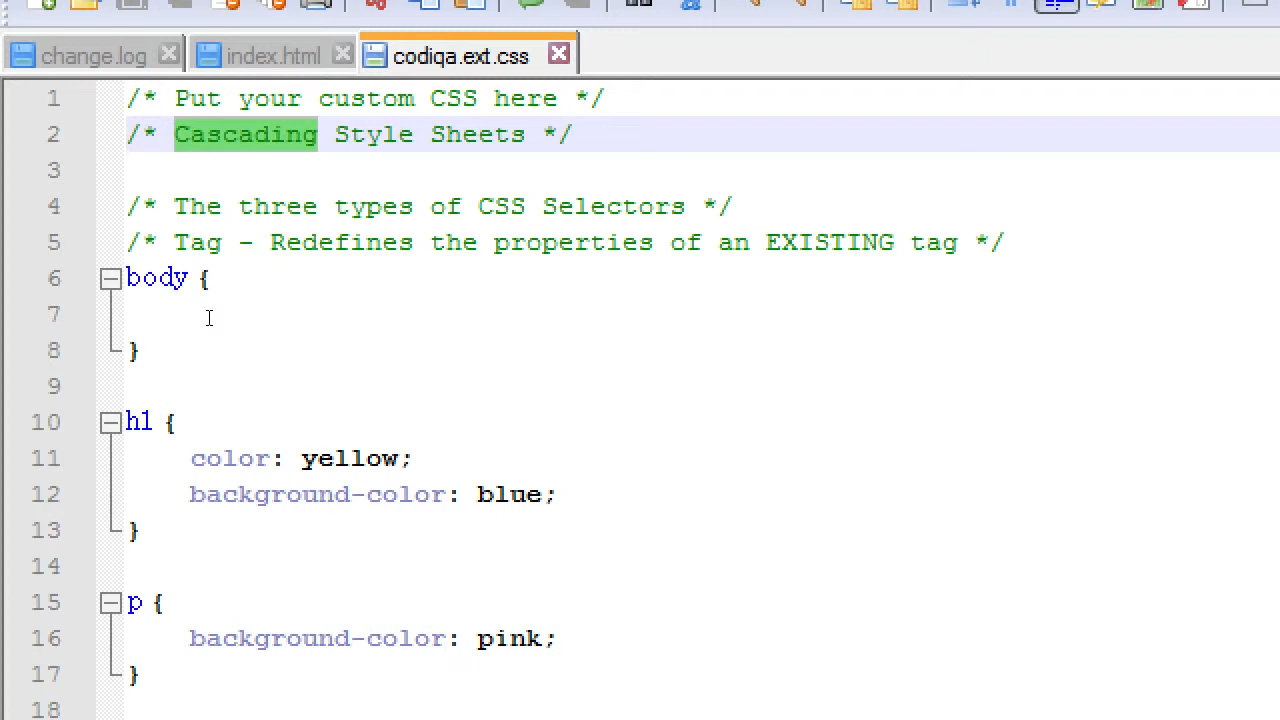 change.log index.html codiqa.ext.css
1 /* Put your custom CSS here */
2 /* Cascading Style Sheets */
3
4 /* The three types of CSS Selectors */
5 /* Tag - Redefines the properties of an EXISTING tag */
6 body {
7
8 }
9
10 h1 {
11 color: yellow;
12 background-color: blue;
13 }
14
15 p {
16 background-color: pink;
17 }
18